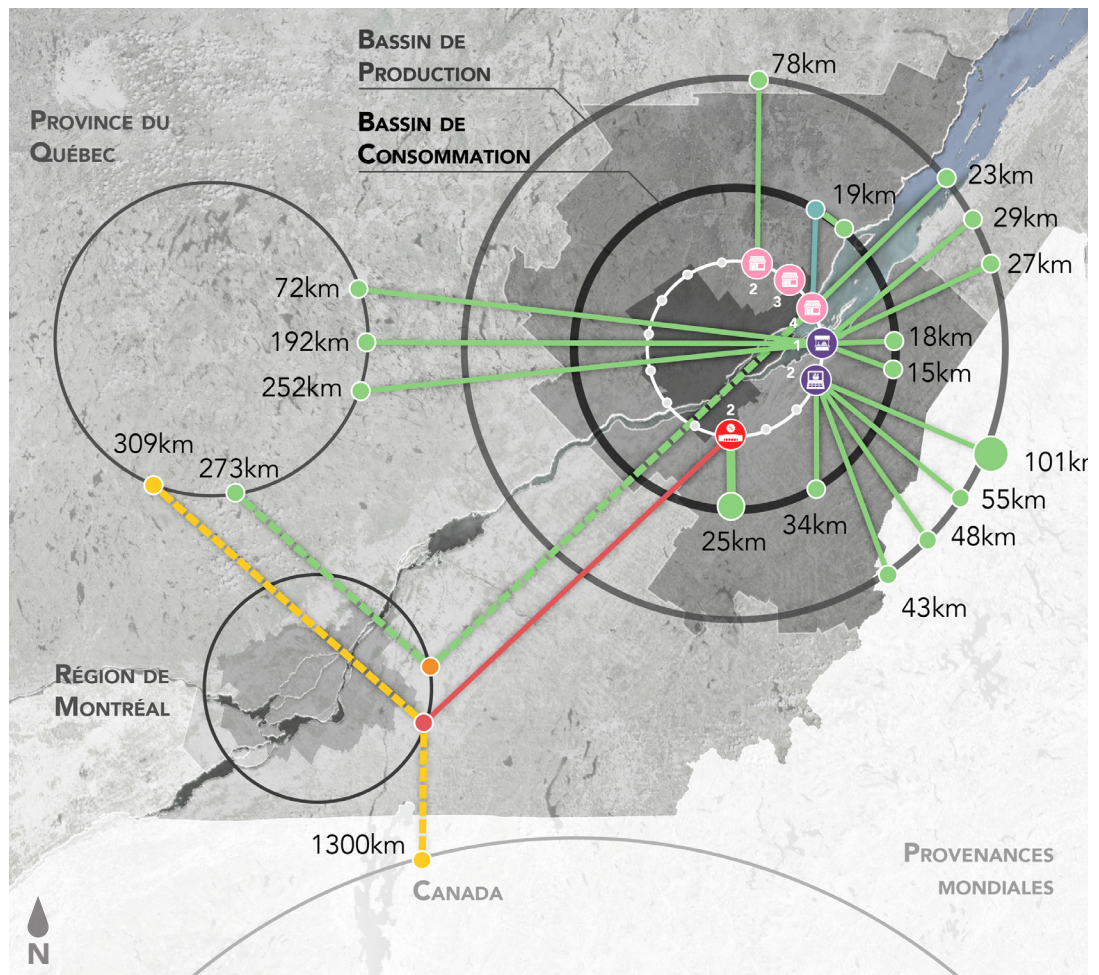 BASSIN DE
PRODUCTION
78km
PROVINCE DU
QUÉBEC
BASSIN DE
CONSOMMATION
23km
19km
29km
27km
72km
2
3
4
192km
1
18km
252km
2
15km
309km
273km
2
101k
55km
25km
34km
48km
43km
RÉGION DE
MONTRÉAL
1300km
CANADA
PROVENANCES
MONDIALES
N